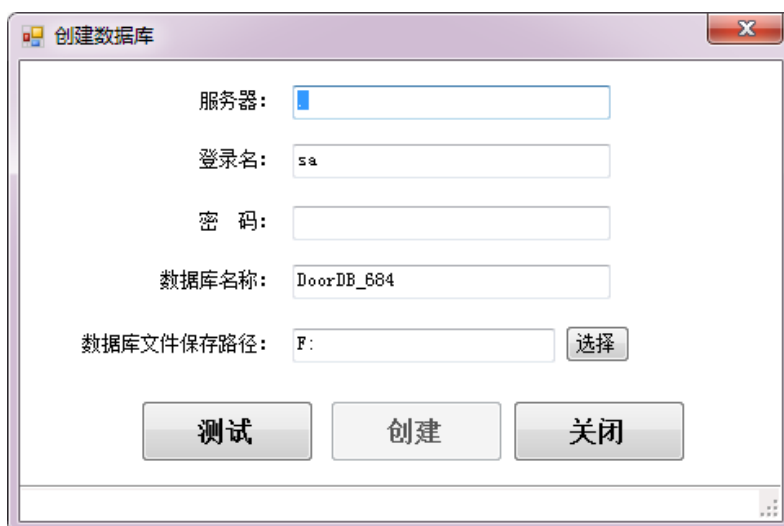 创建数据库
服务器： .
登录名： sa
密 码：
数据库名称： DoorDB_684
数据库文件保存路径： F: 选择
测试 创建 关闭